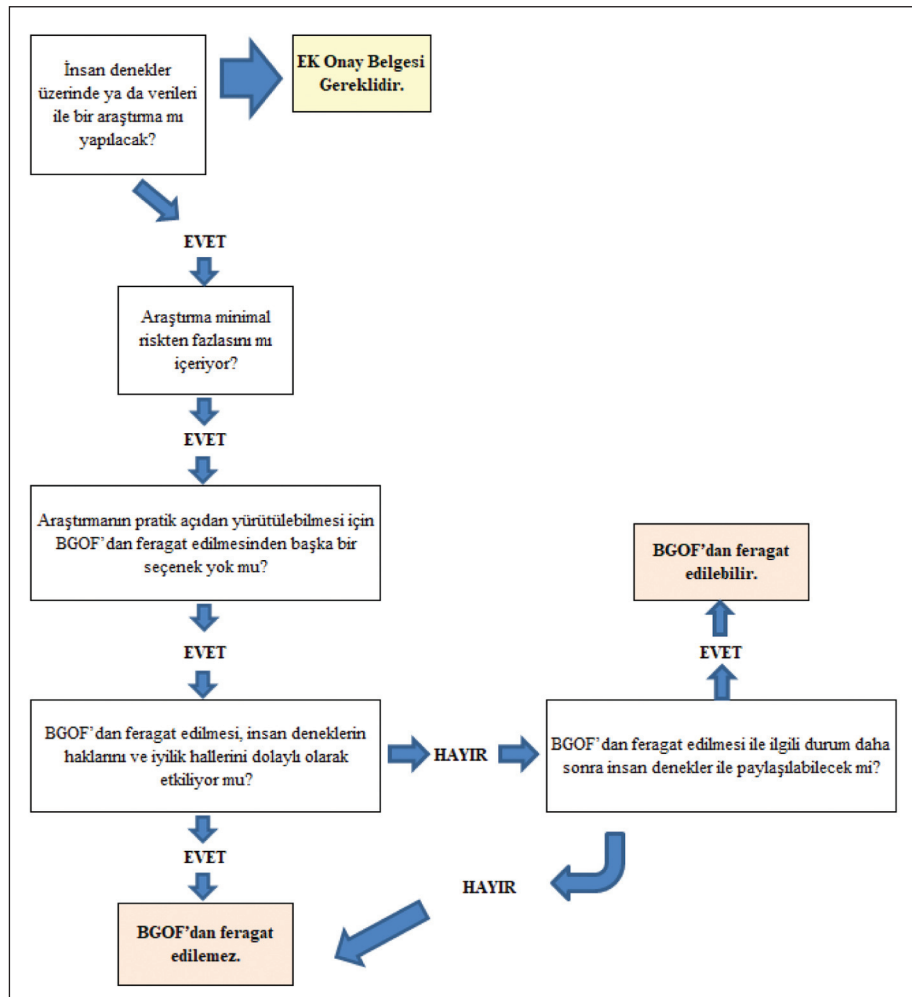 İnsan denekler
üzerinde ya da verileri
ile bir araştırma mı
yapılacak?
EK Onay Belgesi
Gereklidir.
EVET
Araştırma minimal
riskten fazlasını mı
içeriyor?
EVET
Araştırmanın pratik açıdan yürütülebilmesi için
BGOF’dan feragat edilmesinden başka bir
seçenek yok mu?
BGOF’dan feragat
edilebilir.
EVET
EVET
BGOF’dan feragat edilmesi, insan deneklerin
haklarını ve iyilik hallerini dolaylı olarak
etkiliyor mu?
HAYIR
BGOF’dan feragat edilmesi ile ilgili durum daha
sonra insan denekler ile paylaşılabilecek mi?
EVET
HAYIR
BGOF’dan feragat
edilemez.